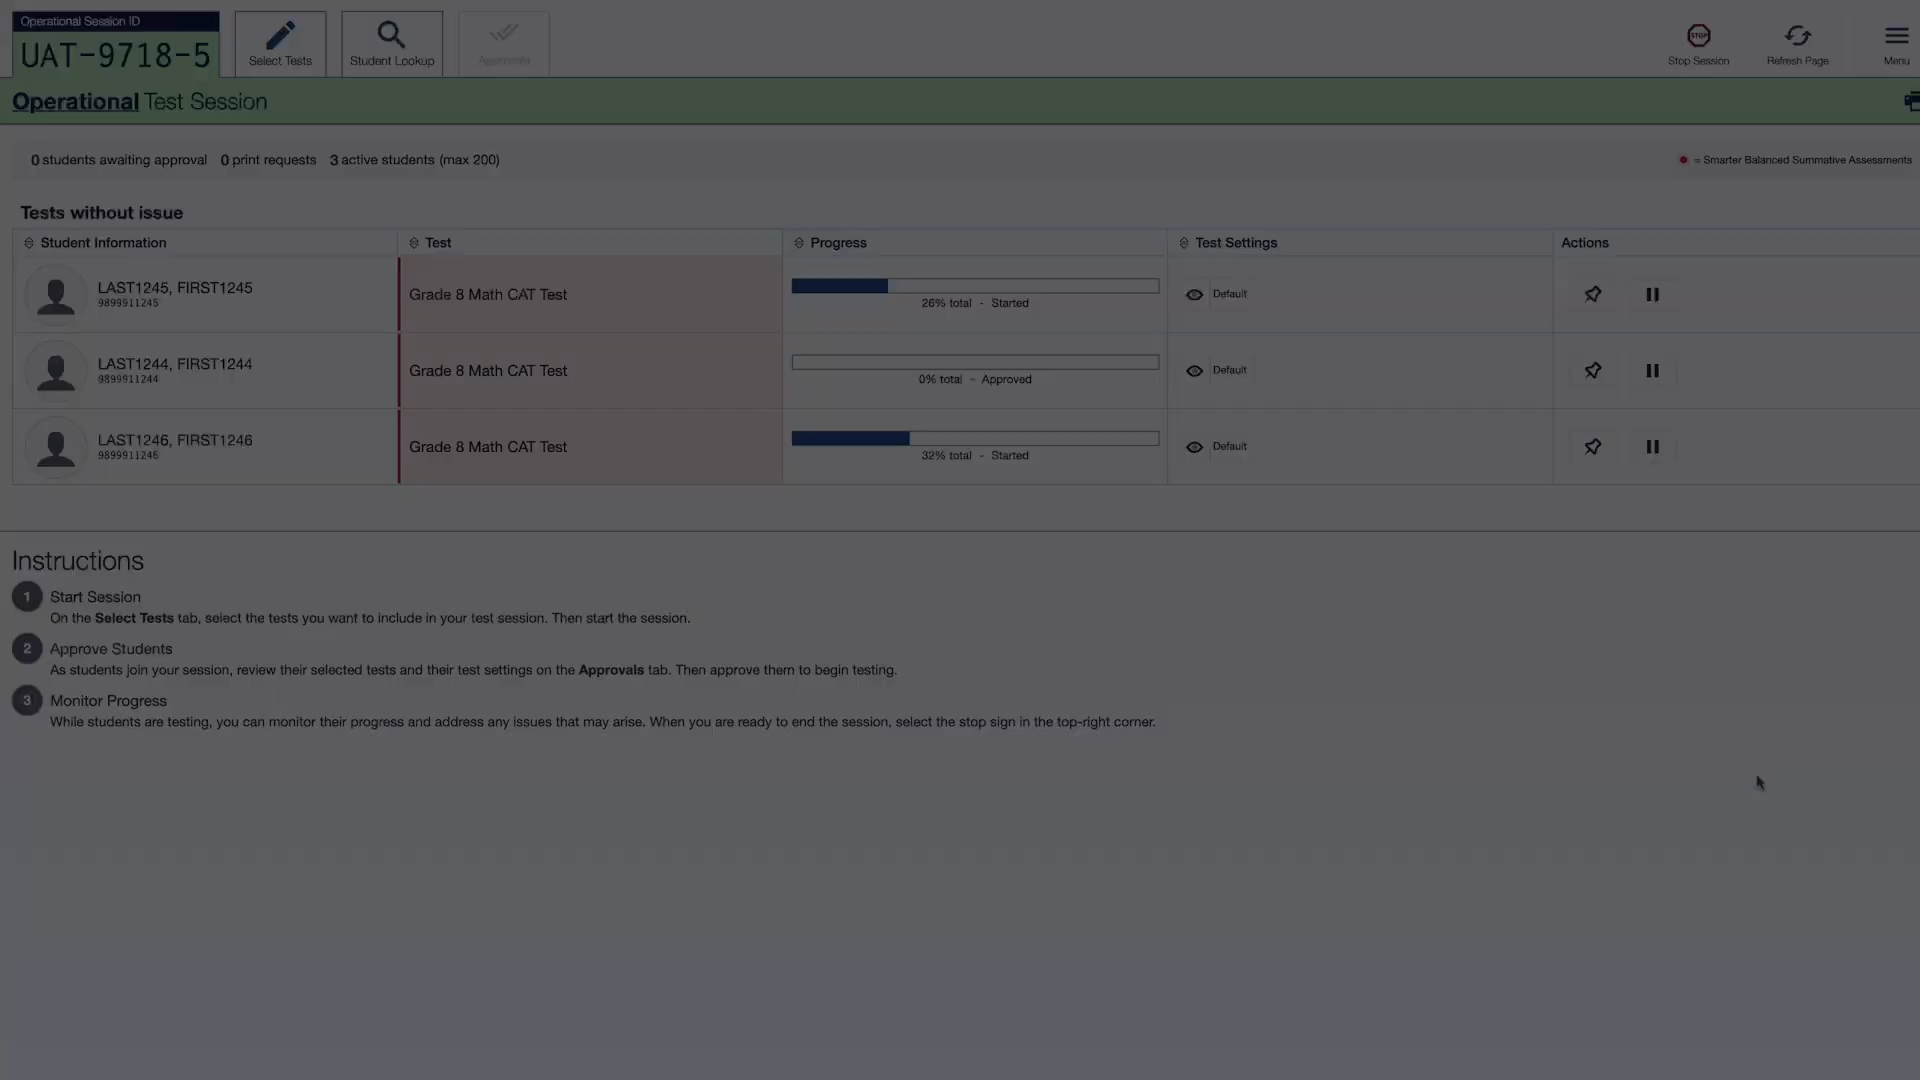 Operational Session ID
UAT-9718-5
Select Tests
Student Lookup
Approvals
STOP
Stop Session
Refresh Page
Menu
Operational Test Session
0 students awaiting approval 0 print requests 3 active students (max 200)
= Smarter Balanced Summative Assessments
Tests without issue
Student Information Test Progress Test Settings Actions
LAST1245, FIRST1245
9899911245
Grade 8 Math CAT Test
26% total - Started
Default
LAST1244, FIRST1244
9899911244
Grade 8 Math CAT Test
0% total - Approved
Default
LAST1246, FIRST1246
9899911246
Grade 8 Math CAT Test
32% total - Started
Default
Instructions
1 Start Session
On the Select Tests tab, select the tests you want to include in your test session. Then start the session.
2 Approve Students
As students join your session, review their selected tests and their test settings on the Approvals tab. Then approve them to begin testing.
3 Monitor Progress
While students are testing, you can monitor their progress and address any issues that may arise. When you are ready to end the session, select the stop sign in the top-right corner.